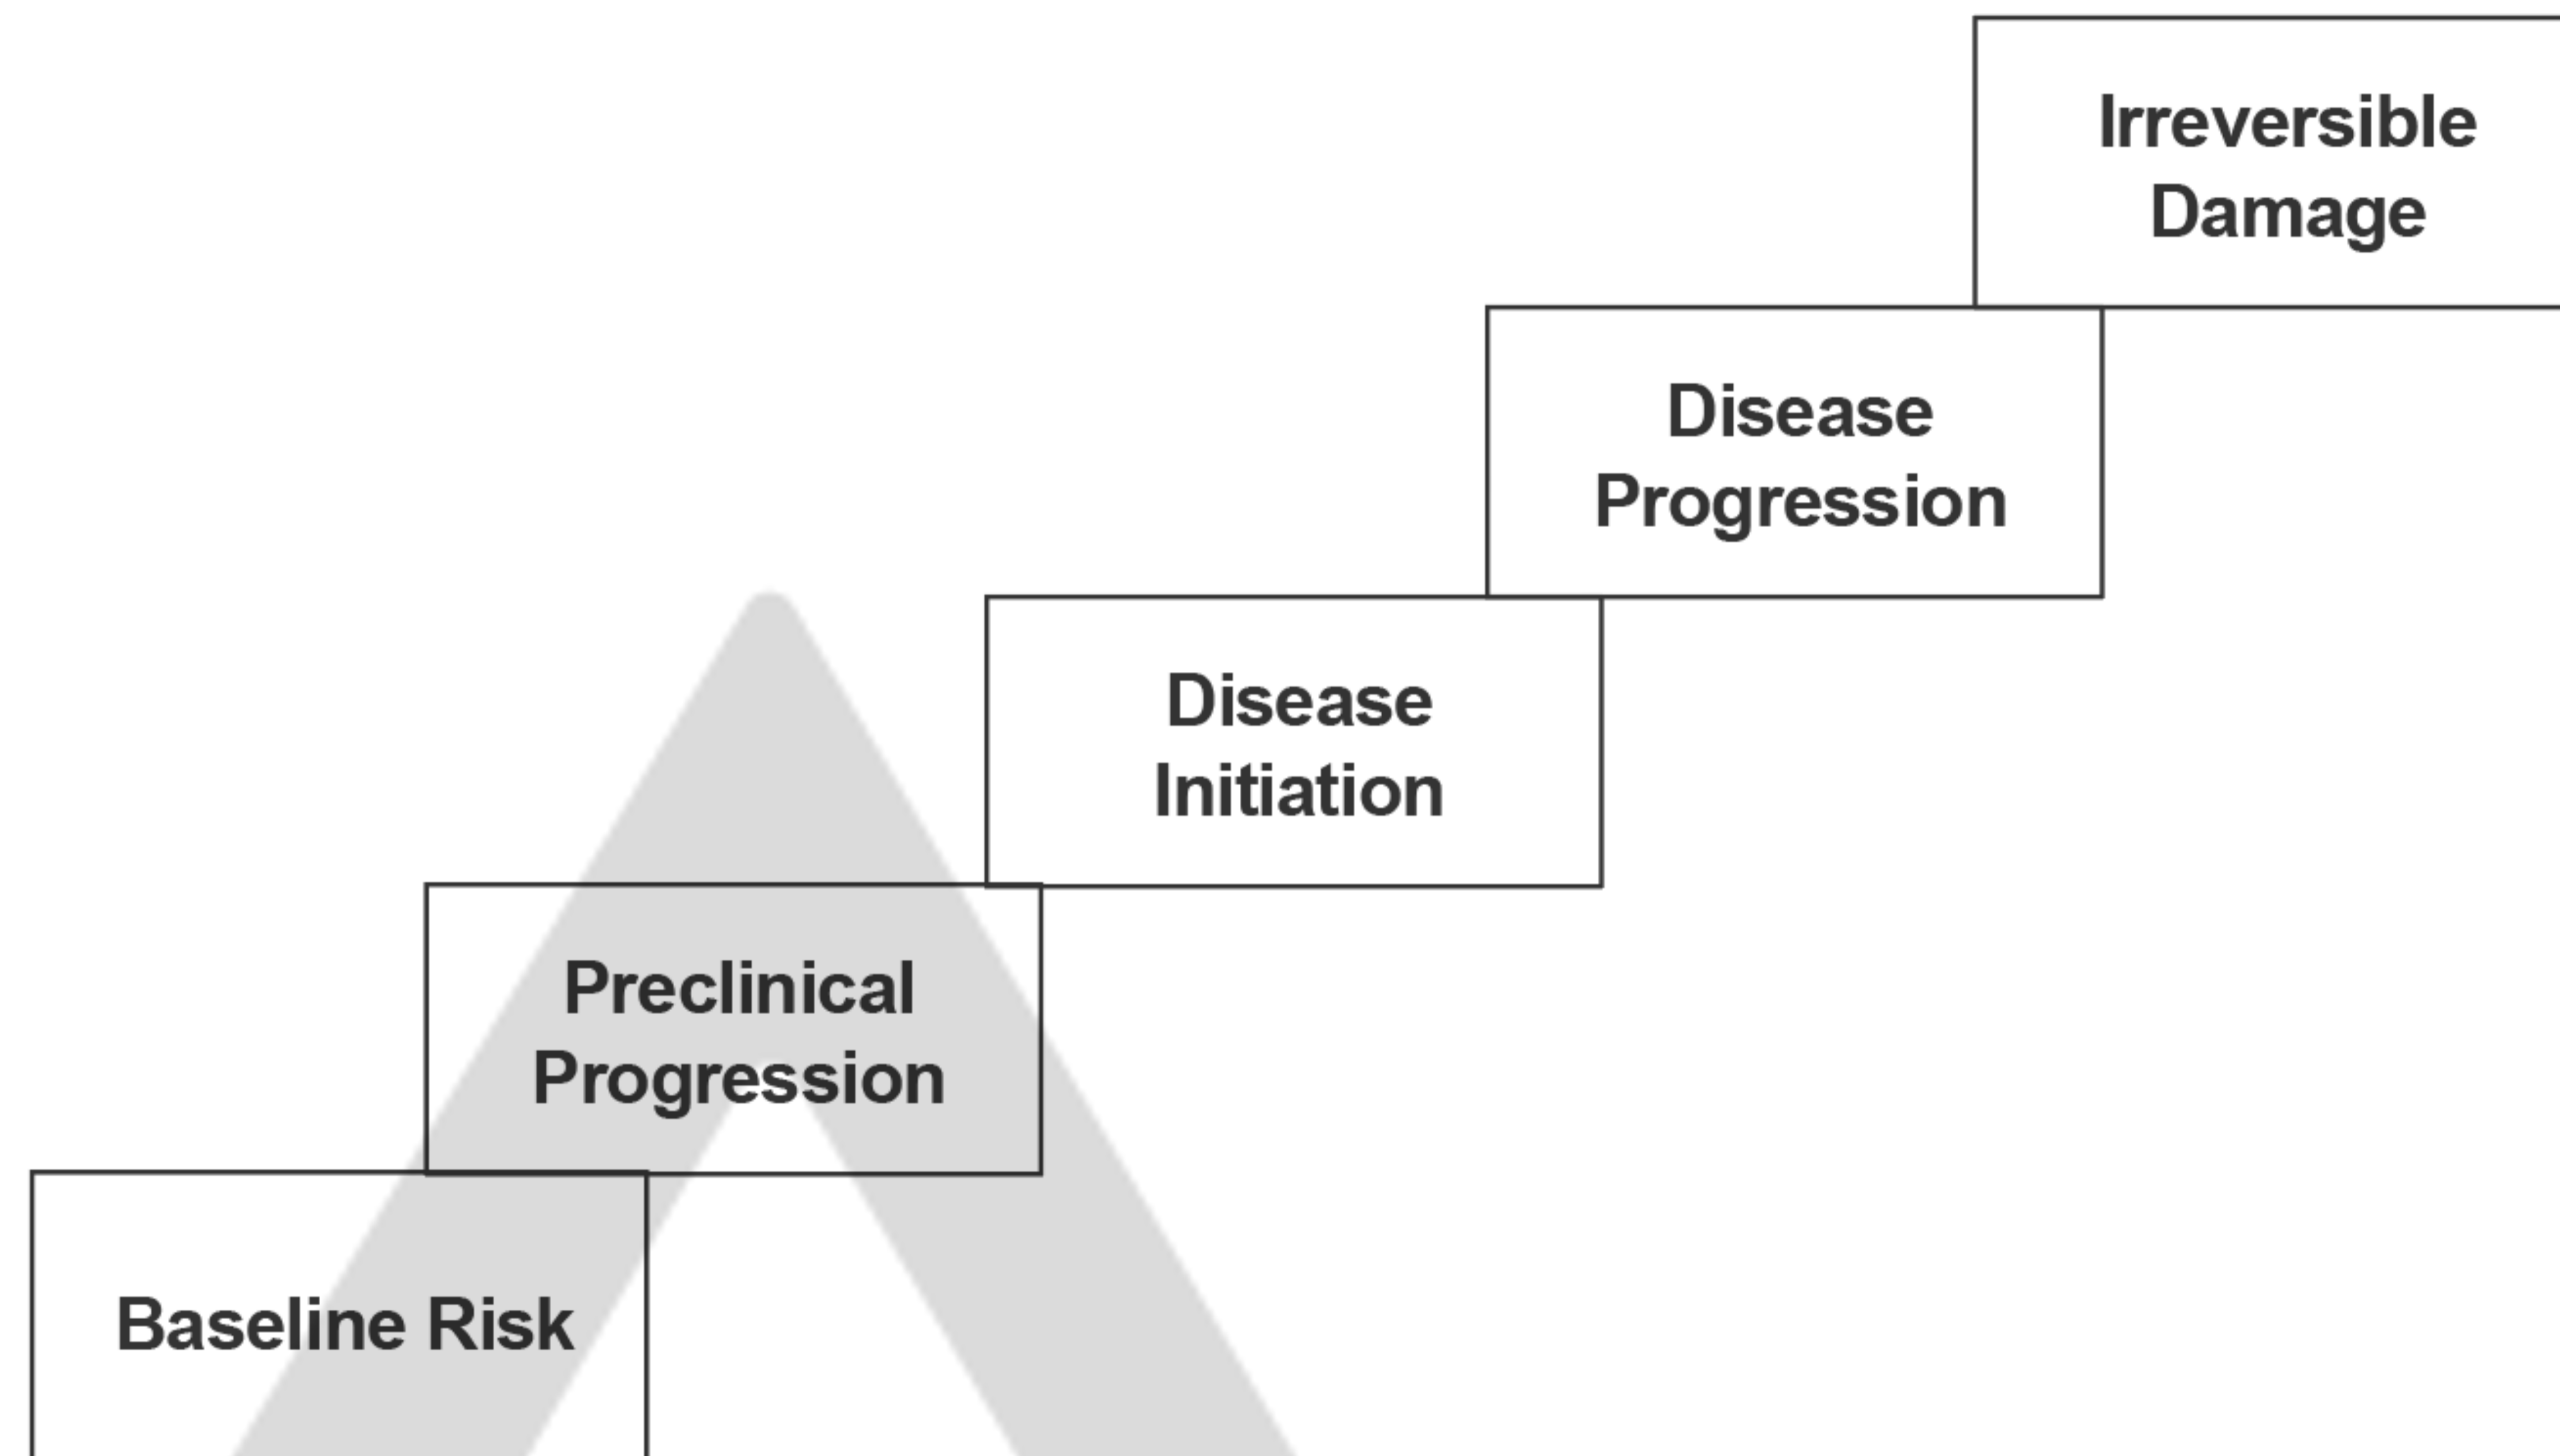 Irreversible
Damage
Disease
Progression
Disease
Initiation
Preclinical
Progression
Baseline Risk